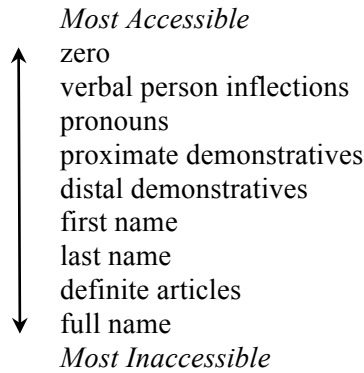 Most Accessible
zero
verbal person inflections
pronouns
proximate demonstratives
distal demonstratives
first name
last name
definite articles
full name
Most Inaccessible